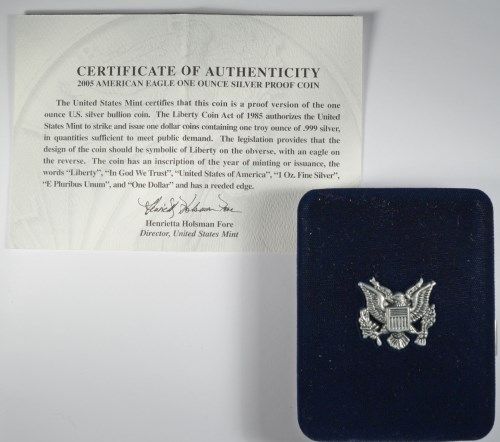 CERTIFICATE OF AUTHENTICITY
2005 AMERICAN EAGLE ONE OUNCE SILVER PROOF COIN
The United States Mint certifies that this coin is a proof version of the one
ounce U.S. silver bullion coin. The Liberty Coin Act of 1985 authorizes the
United States Mint to strike and issue one dollar coins containing one troy ounce of .999 silver,
in quantities sufficient to meet public demand. The legislation provides that the
design of the coin should be symbolic of Liberty on the obverse, with an eagle on
the reverse. The coin has an inscription of the year of minting or issuance, the
words “Liberty”, “In God We Trust”, “United States of America”, “1 Oz. Fine Silver”,
“E Pluribus Unum”, and “One Dollar” and has a reeded edge.
Henrietta Holsman Fore
Henrietta Holsman Fore
Director, United States Mint